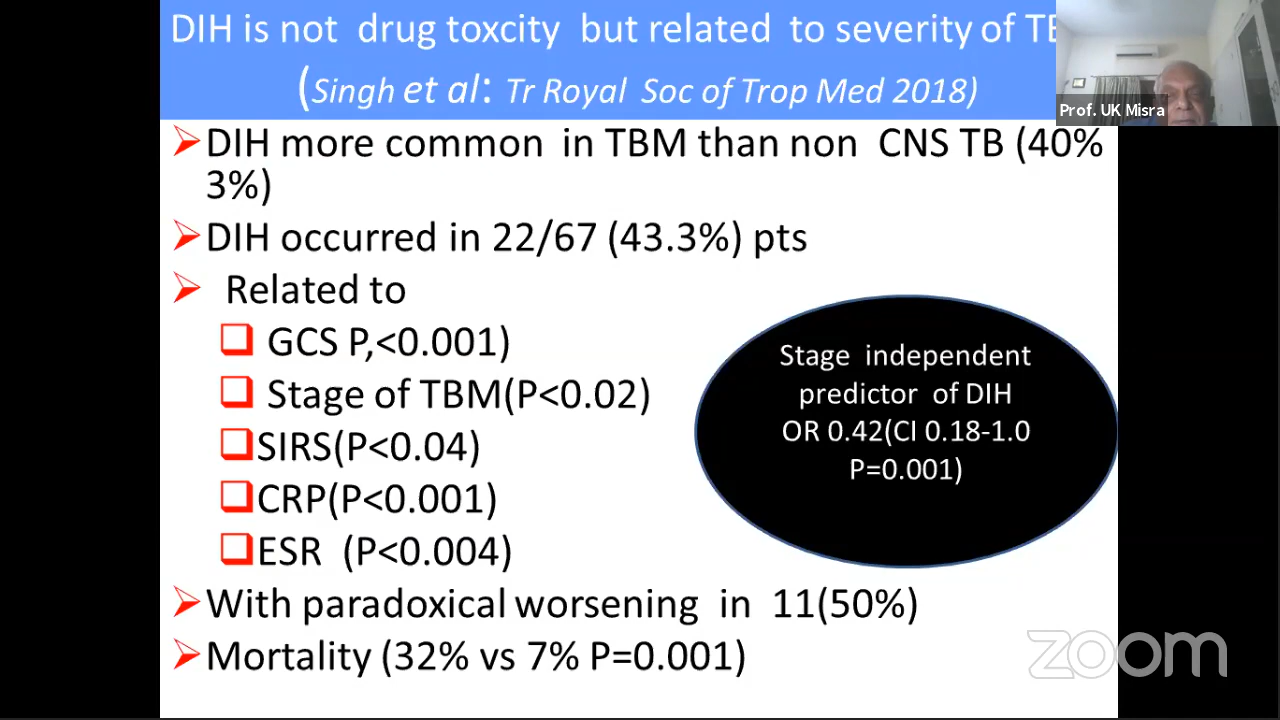 DIH is not drug toxcity but related to severity of
(Singh et al: Tr Royal Soc of Trop Med 2018)
Prof. UK Misra
DIH more common in TBM than non CNS TB (40%
3%)
DIH occurred in 22/67 (43.3%) pts
Related to
GCS P,<0.001)
Stage of TBM(P<0.02)
SIRS(P<0.04)
CRP(P<0.001)
ESR (P<0.004)
Stage independent
predictor of DIH
OR 0.42(CI 0.18-1.0
P=0.001)
With paradoxical worsening in 11(50%)
Mortality (32% vs 7% P=0.001)
zoom